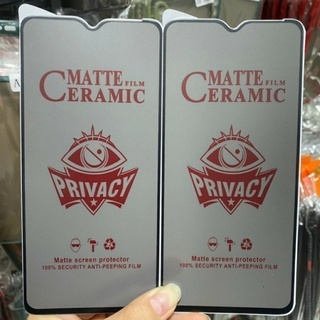 MATTE FILM
CERAMIC
PRIVACY
Matte screen protector
100% SECURITY ANTI-PEEPING FILM
MATTE FILM
CERAMIC
PRIVACY
Matte screen protector
100% SECURITY ANTI-PEEPING FILM